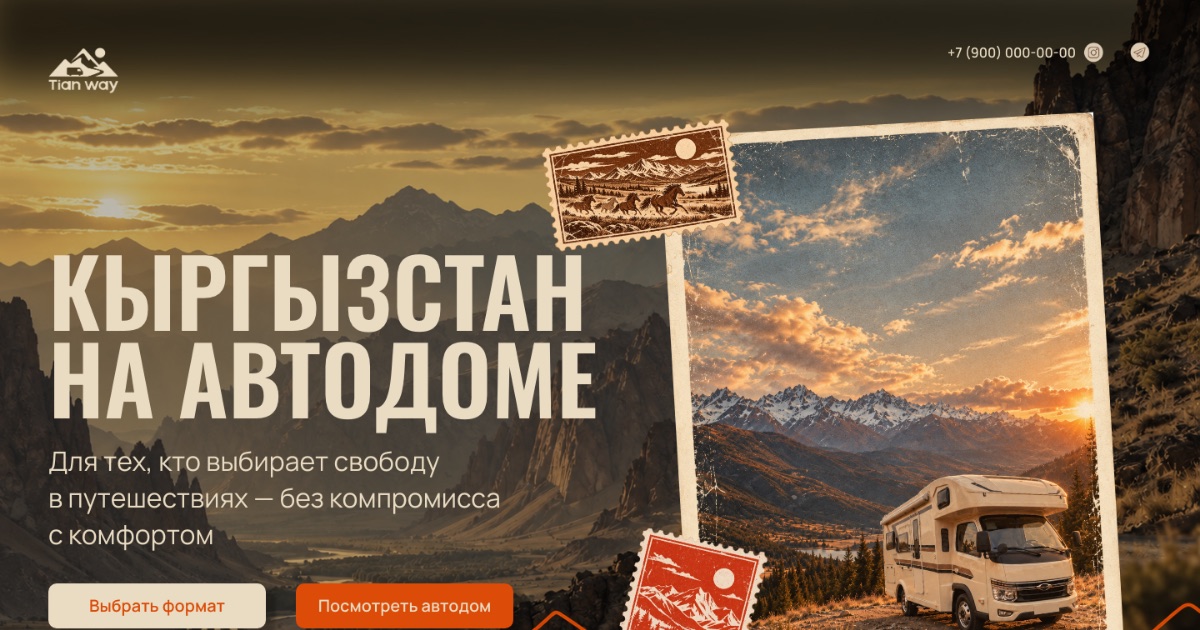 Tian way
+7 (900) 000-00-00
КЫРГЫЗСТАН
НА АВТОДОМЕ
Для тех, кто выбирает свободу
в путешествиях — без компромисса
с комфортом
Выбрать формат
Посмотреть автодом